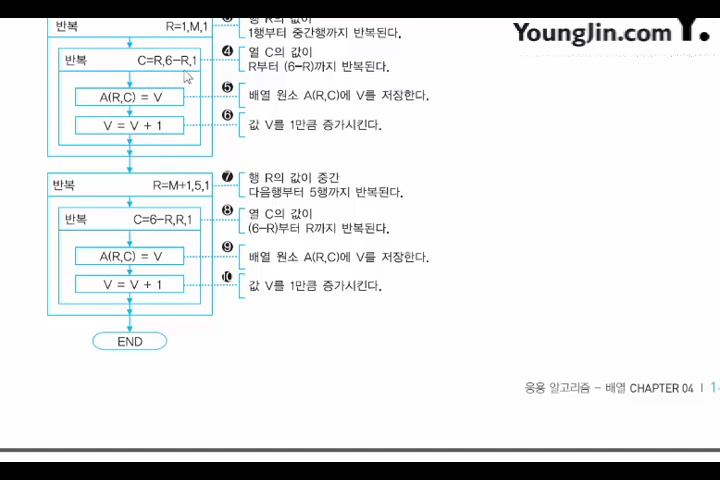 반복 R=1,M,1
❸ 행 R의 값이
1행부터 중간행까지 반복된다.
YoungJin.com Y.
반복 C=R,6-R,1
❹ 열 C의 값이
R부터 (6-R)까지 반복된다.
A(R,C) = V
❺ 배열 원소 A(R,C)에 V를 저장한다.
V = V + 1
❻ 값 V를 1만큼 증가시킨다.
반복 R=M+1,5,1
❼ 행 R의 값이 중간
다음행부터 5행까지 반복된다.
반복 C=6-R,R,1
❽ 열 C의 값이
(6-R)부터 R까지 반복된다.
A(R,C) = V
❾ 배열 원소 A(R,C)에 V를 저장한다.
V = V + 1
❿ 값 V를 1만큼 증가시킨다.
END
응용 알고리즘 - 배열 CHAPTER 04 I 1-